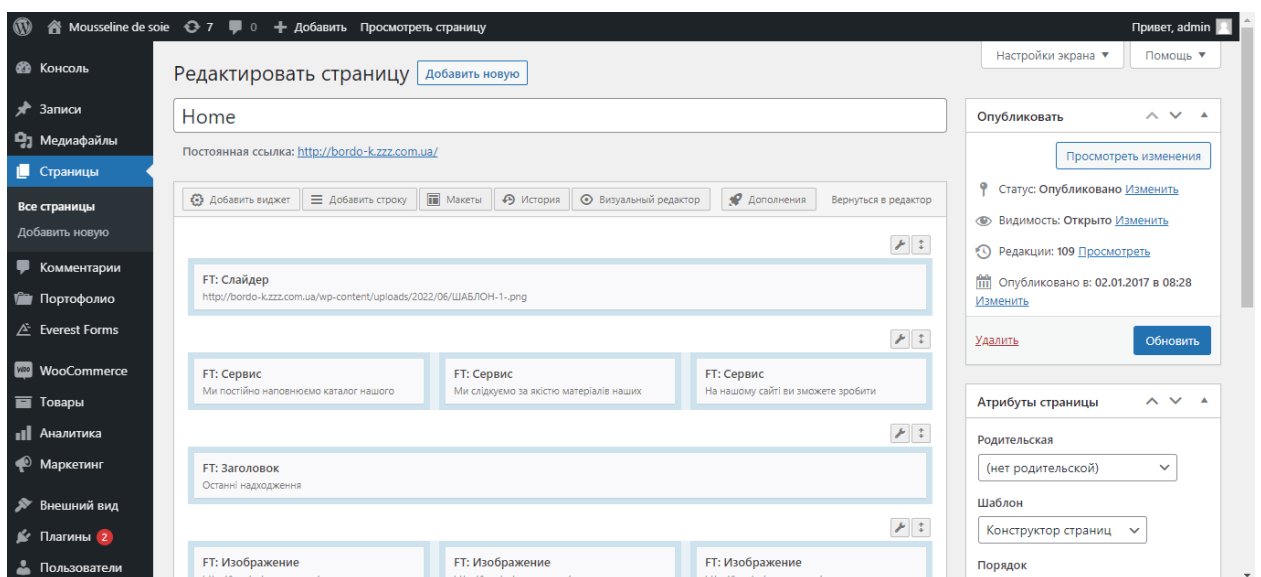 Mousseline de soie 7 0 Добавить Просмотреть страницу Привет, admin
Настройки экрана Помощь
Консоль
Записи
Медиафайлы
Страницы
Все страницы
Добавить новую
Комментарии
Портфолио
Everest Forms
WooCommerce
Товары
Аналитика
Маркетинг
Внешний вид
Плагины 2
Пользователи
Редактировать страницу Добавить новую
Home
Постоянная ссылка: http://bordo-k.zzz.com.ua/
Добавить виджет Добавить строку Макеты История Визуальный редактор Дополнения Вернуться в редактор
FT: Слайдер
http://bordo-k.zzz.com.ua/wp-content/uploads/2022/06/ШАБЛОН-1-.png
FT: Сервис FT: Сервис FT: Сервис
Ми постійно наповнюємо каталог нашого Ми слідкуємо за якістю матеріалів наших На нашому сайті ви зможете зробити
FT: Заголовок
Останні надходження
FT: Изображение FT: Изображение FT: Изображение
Опубликовать
Просмотреть изменения
Статус: Опубликовано Изменить
Видимость: Открыто Изменить
Редакции: 109 Просмотреть
Опубликовано в: 02.01.2017 в 08:28
Изменить
Удалить Обновить
Атрибуты страницы
Родительская
(нет родительской)
Шаблон
Конструктор страниц
Порядок